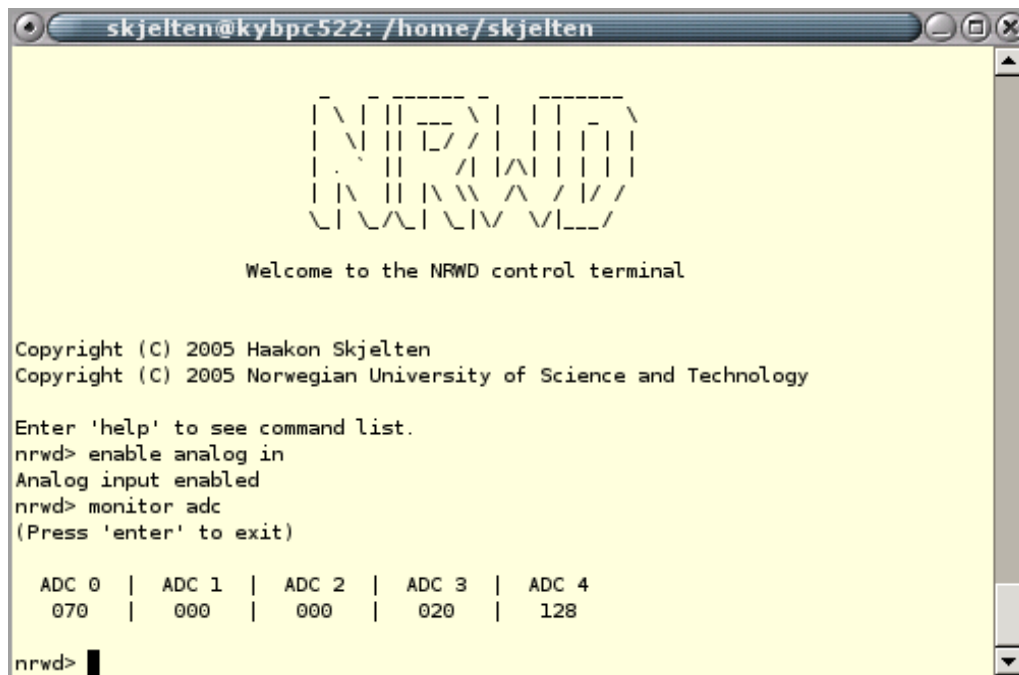 skjelten@kybpc522: /home/skjelten
NRWD
Welcome to the NRWD control terminal
Copyright (C) 2005 Haakon Skjelten
Copyright (C) 2005 Norwegian University of Science and Technology
Enter 'help' to see command list.
nrwd> enable analog in
Analog input enabled
nrwd> monitor adc
(Press 'enter' to exit)
ADC 0 | ADC 1 | ADC 2 | ADC 3 | ADC 4
070 | 000 | 000 | 020 | 128
nrwd>